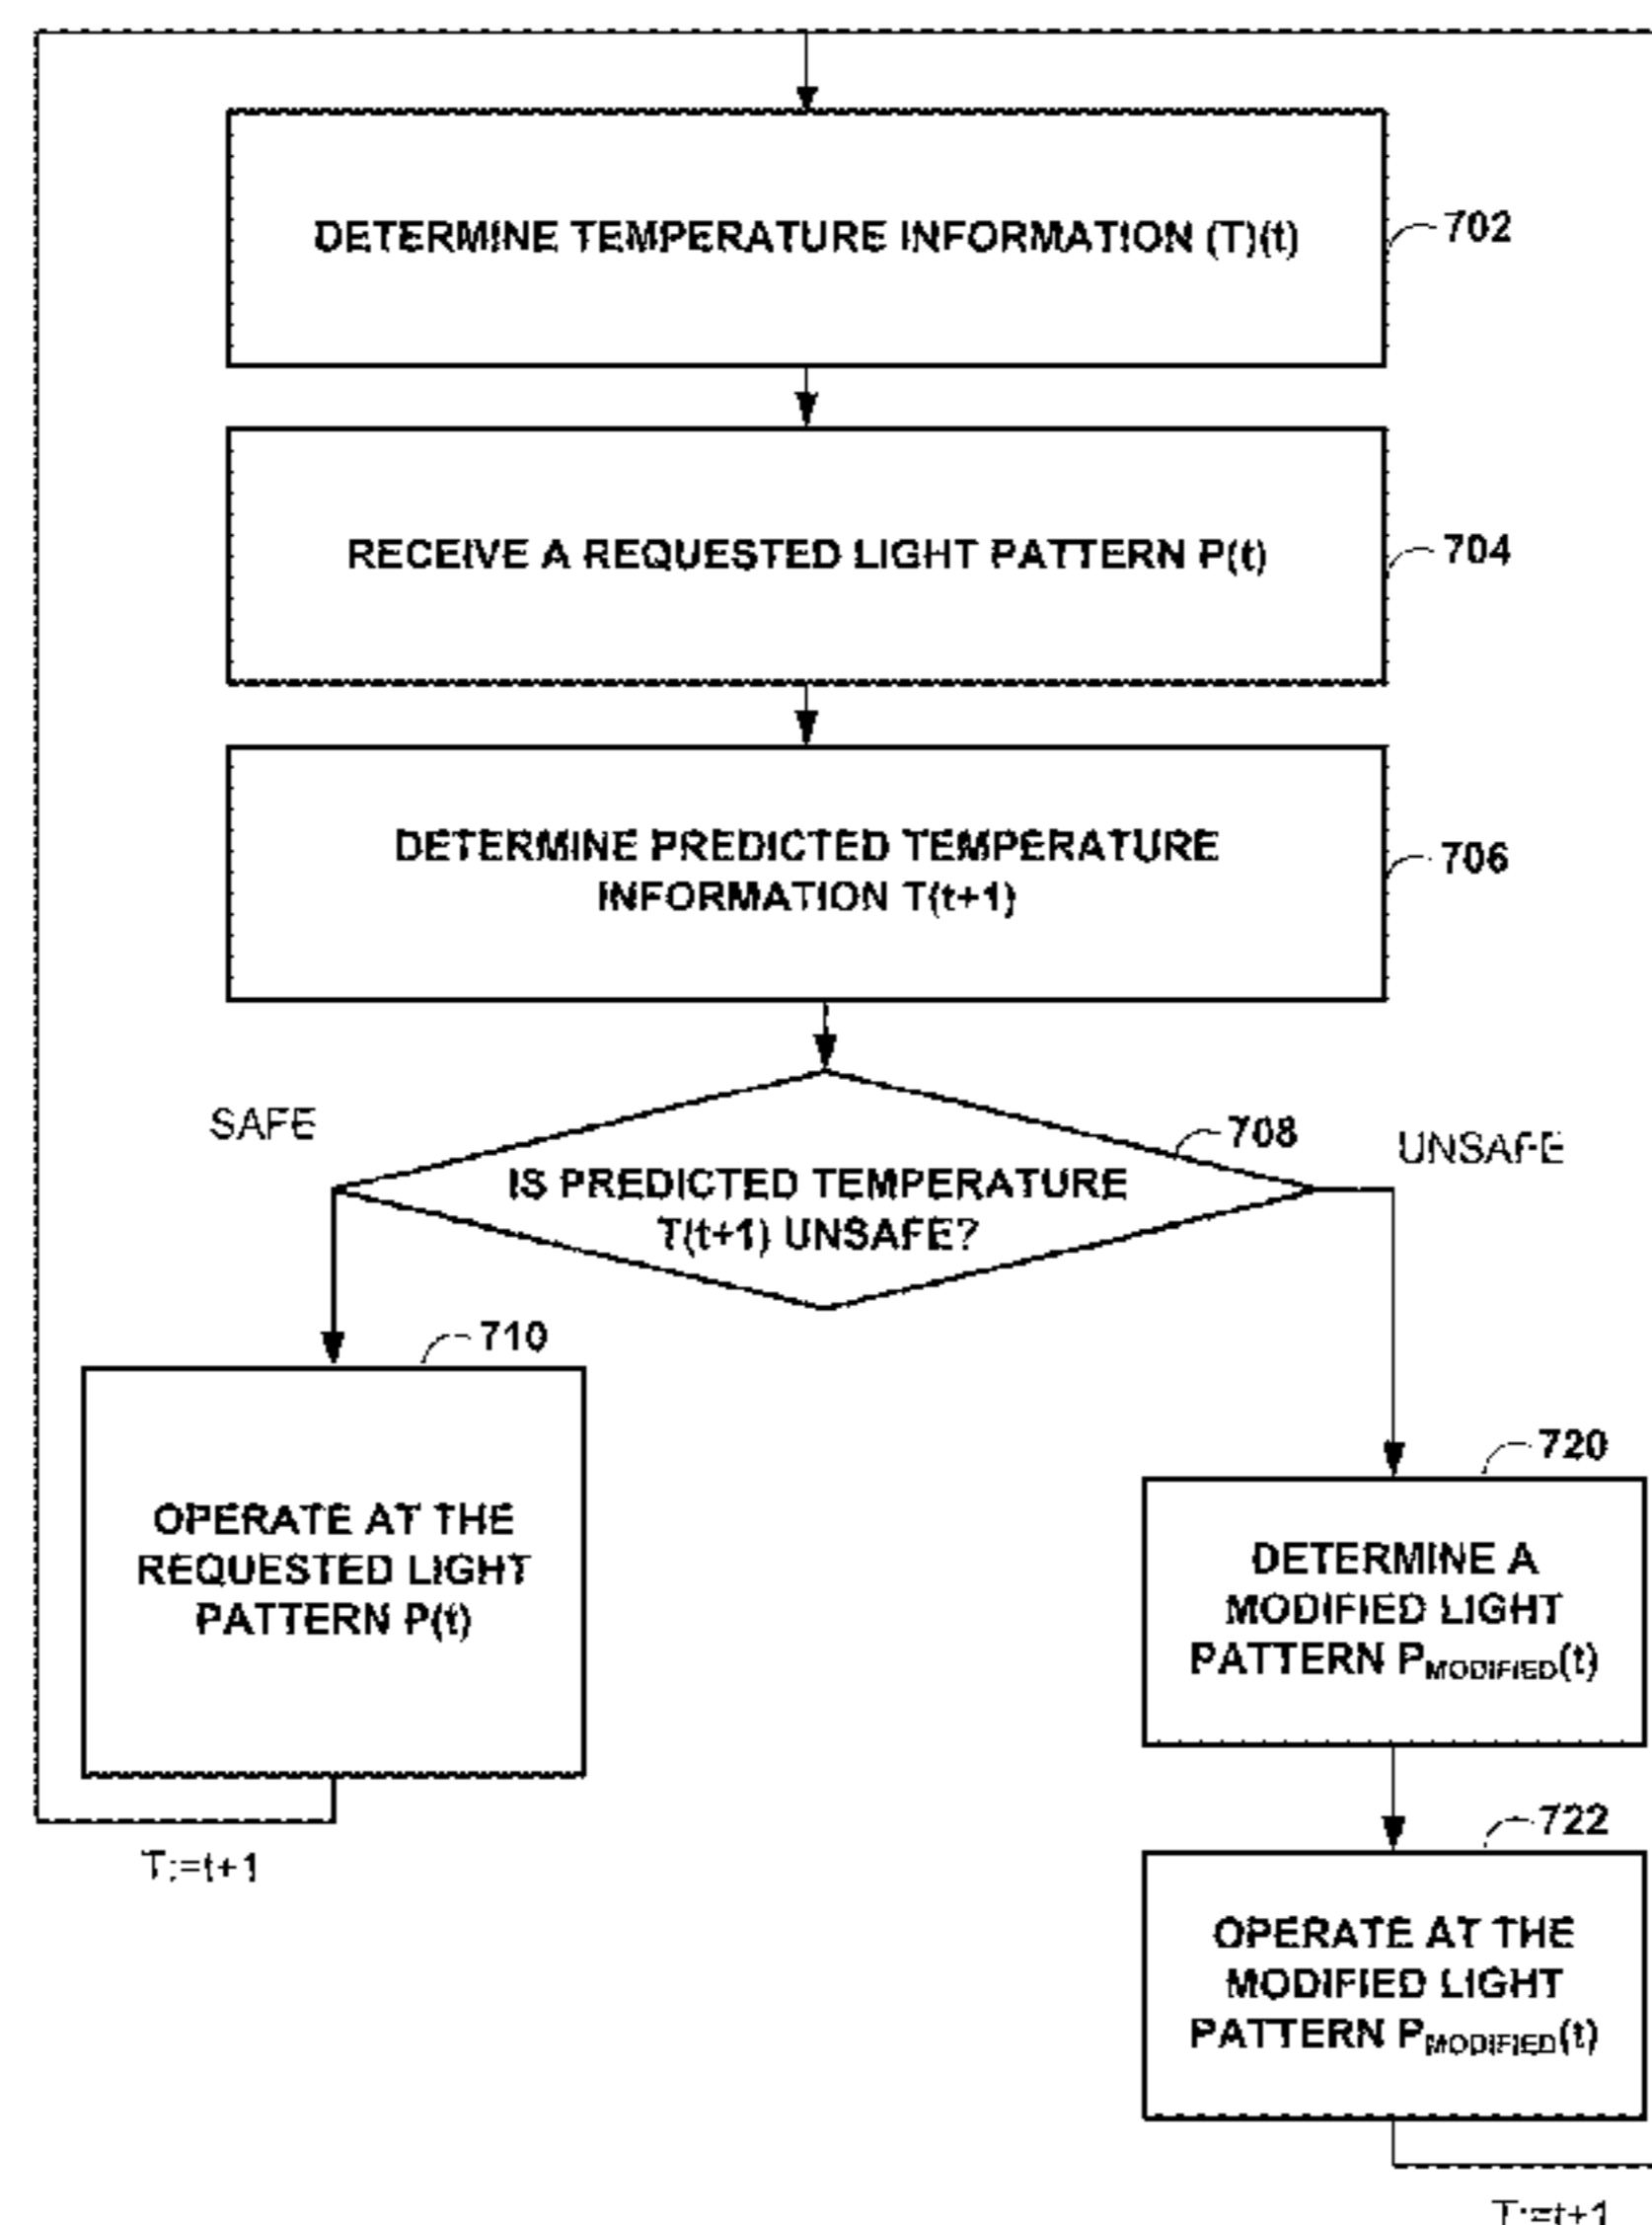 DETERMINE TEMPERATURE INFORMATION (T)(t)
702
RECEIVE A REQUESTED LIGHT PATTERN P(t)
704
DETERMINE PREDICTED TEMPERATURE
INFORMATION T(t+1)
706
SAFE
708
UNSAFE
IS PREDICTED TEMPERATURE
T(t+1) UNSAFE?
710
OPERATE AT THE
REQUESTED LIGHT
PATTERN P(t)
T:=t+1
720
DETERMINE A
MODIFIED LIGHT
PATTERN PMODIFIED(t)
722
OPERATE AT THE
MODIFIED LIGHT
PATTERN PMODIFIED(t)
T:=t+1